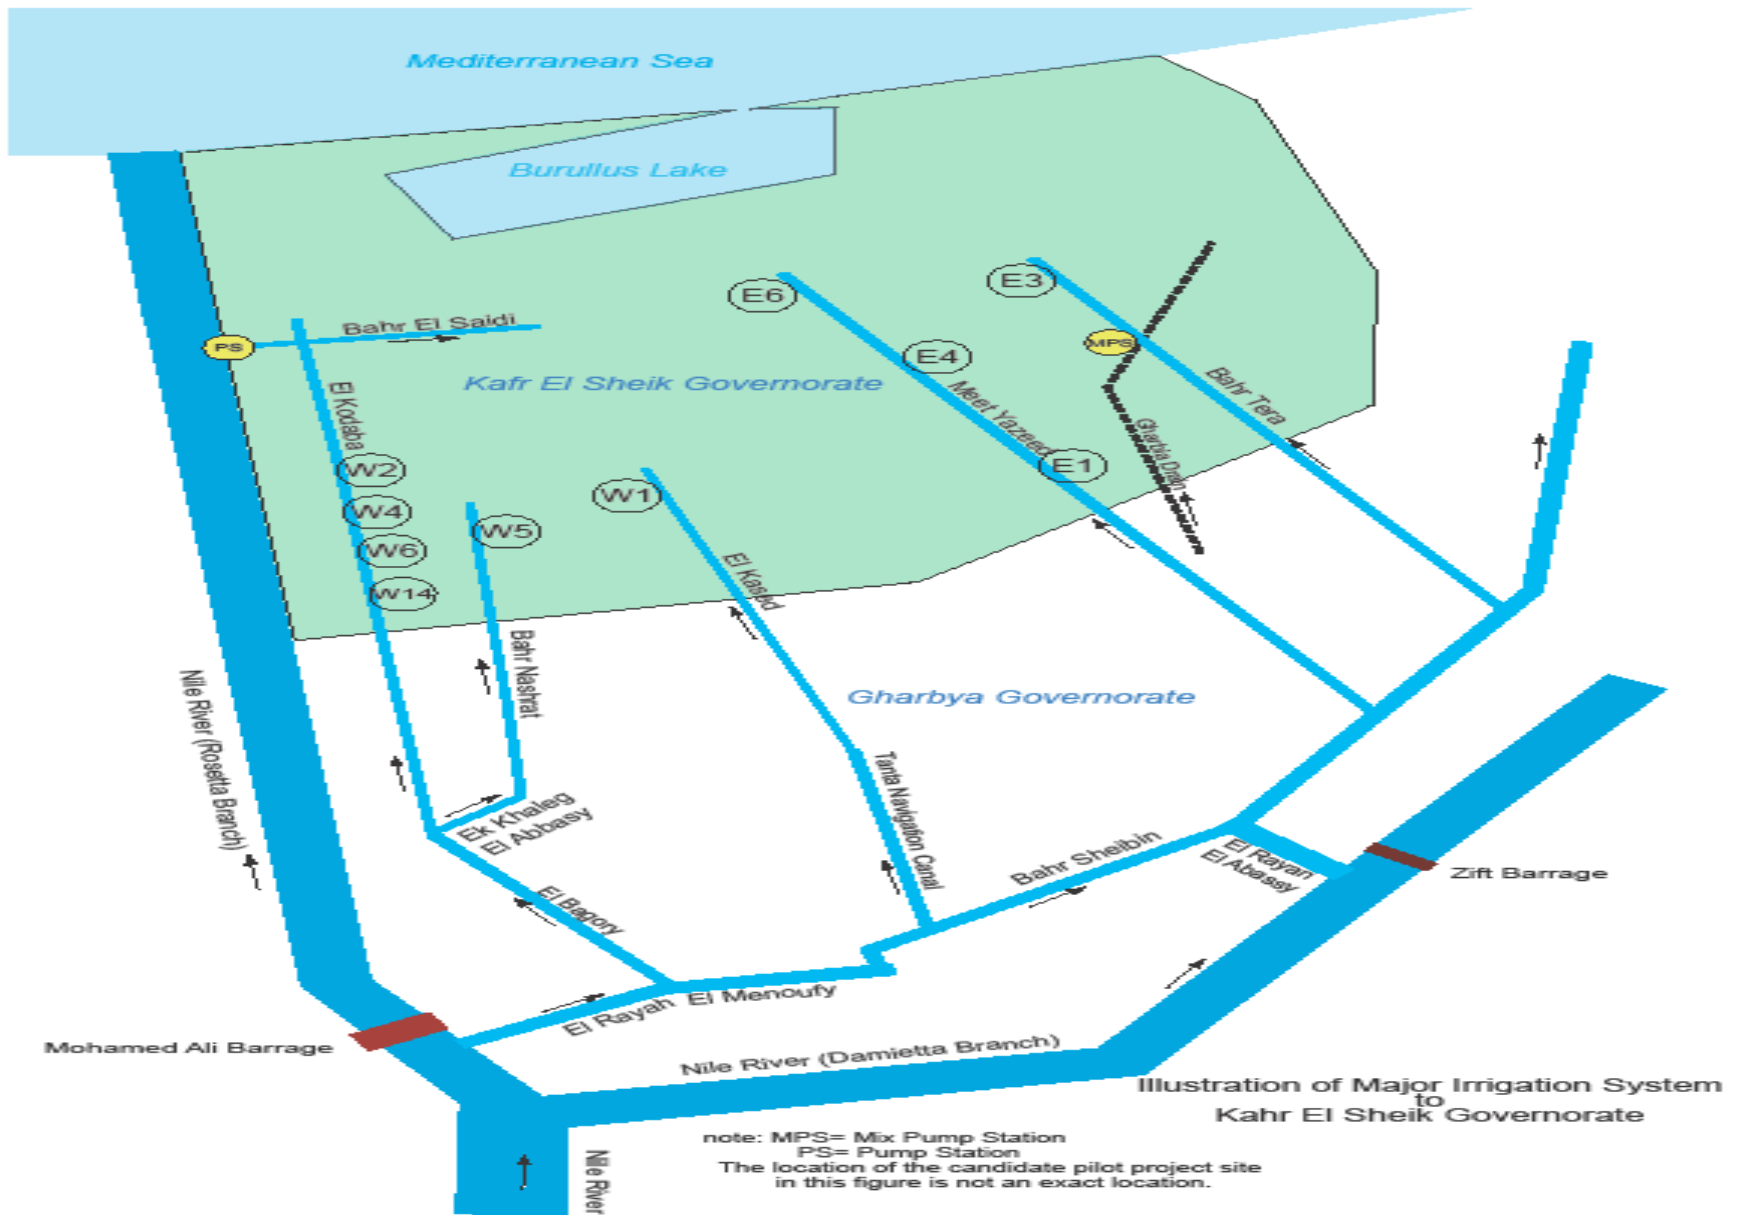 Mediterranean Sea
Burullus Lake
E6
E3
Bahr El Saidi
PS
MPS
E4
Kafr El Sheik Governorate
El Kodaba
Meet Yazeed
Bahr Tera
Gharbia Drain
E1
W2
W1
W4
W5
W6
W14
El Kased
Bahr Nashrat
Nile River (Rosetta Branch)
Gharbya Governorate
Tanta Navigation Canal
Ek Khaleg
El Abbasy
Bahr Sheibin
El Rayan
El Abassy
Zift Barrage
El Bagory
El Rayah El Menoufy
Mohamed Ali Barrage
Nile River (Damietta Branch)
Illustration of Major Irrigation System
to
Kahr El Sheik Governorate
note: MPS= Mix Pump Station
PS= Pump Station
The location of the candidate pilot project site
in this figure is not an exact location.
Nile River